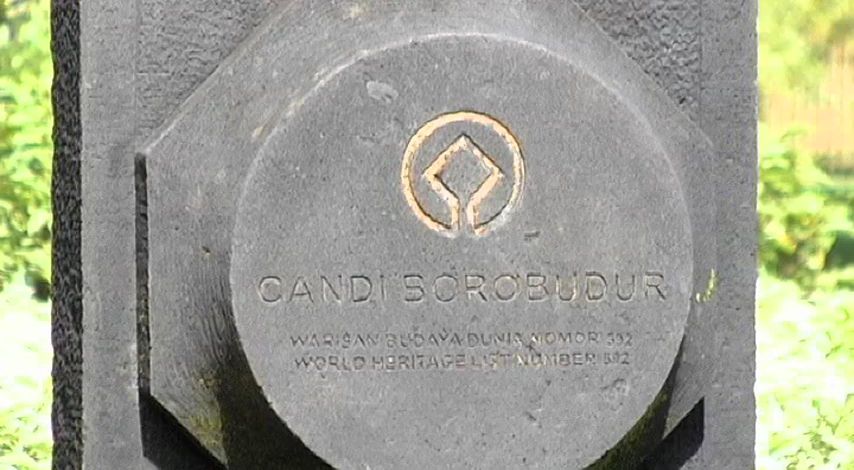 CANDI BOROBUDUR
WARISAN BUDAYA DUNIA NOMOR 592
WORLD HERITAGE LIST NUMBER 592